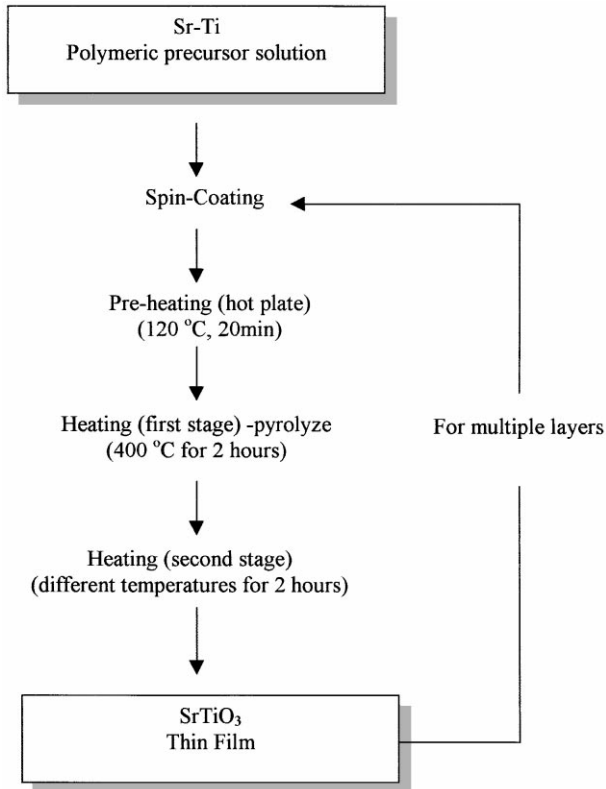 Sr-Ti
Polymeric precursor solution
Spin-Coating
Pre-heating (hot plate)
(120 °C, 20min)
Heating (first stage) -pyrolyze
(400 °C for 2 hours)
For multiple layers
Heating (second stage)
(different temperatures for 2 hours)
SrTiO₃
Thin Film